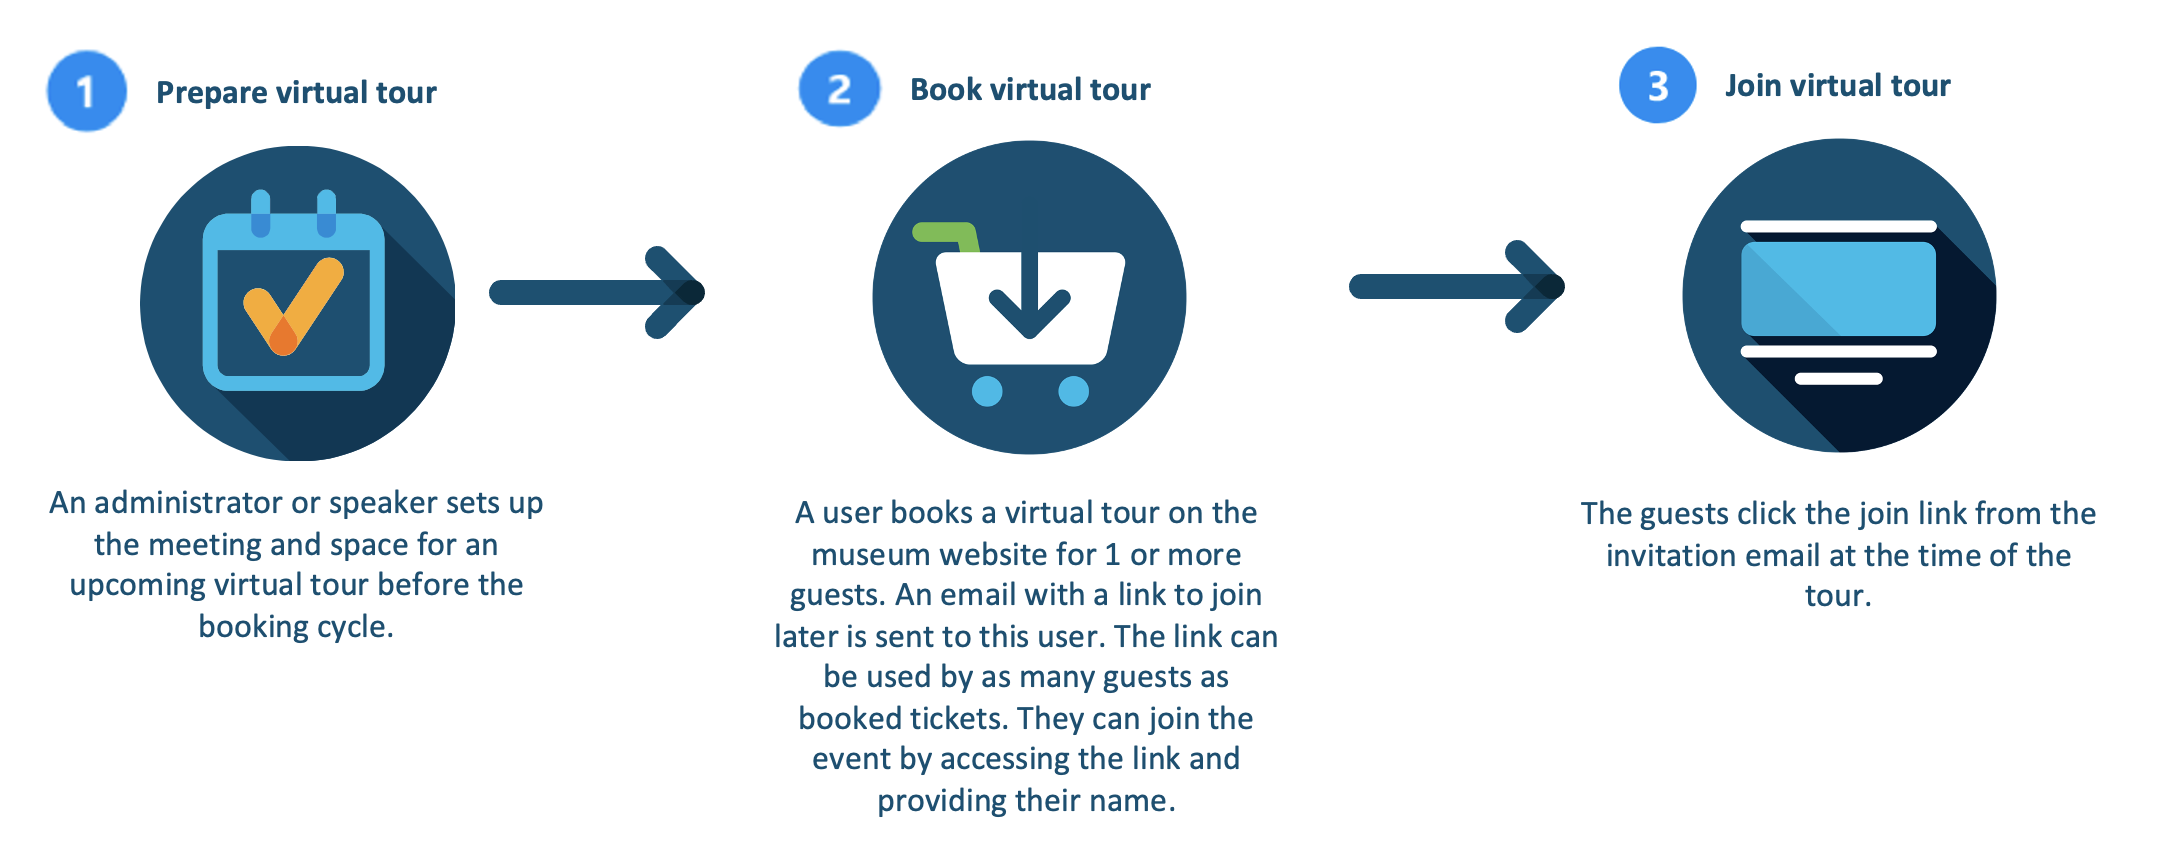 1
Prepare virtual tour
An administrator or speaker sets up
the meeting and space for an
upcoming virtual tour before the
booking cycle.
2
Book virtual tour
A user books a virtual tour on the
museum website for 1 or more
guests. An email with a link to join
later is sent to this user. The link can
be used by as many guests as
booked tickets. They can join the
event by accessing the link and
providing their name.
3
Join virtual tour
The guests click the join link from the
invitation email at the time of the
tour.